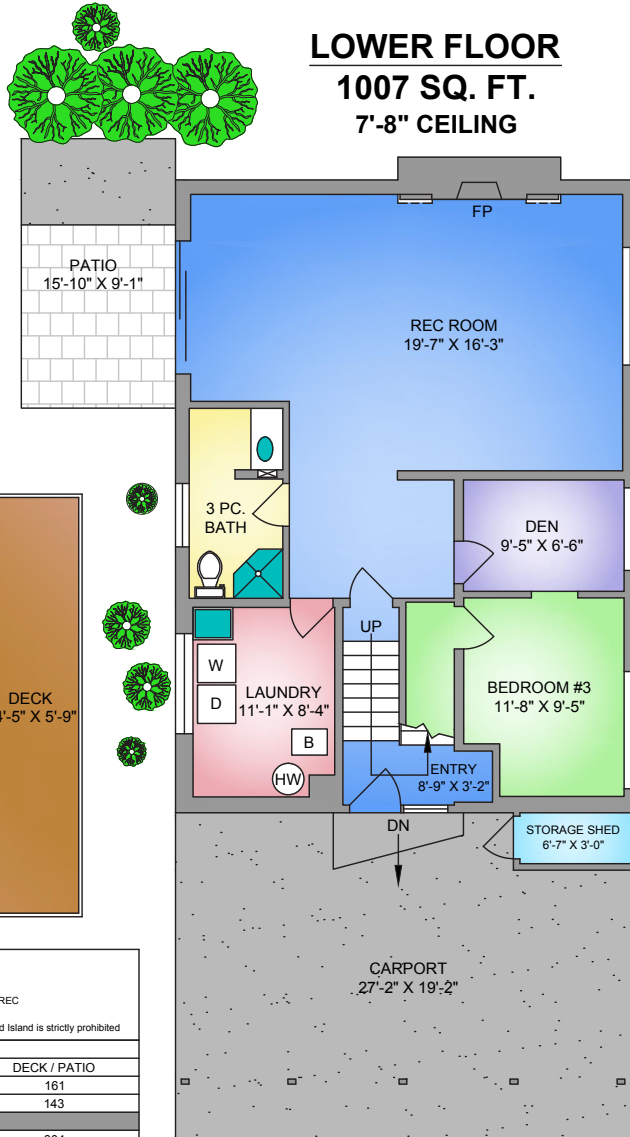 LOWER FLOOR
1007 SQ. FT.
7'-8" CEILING
FP
PATIO
15'-10" X 9'-1"
REC ROOM
19'-7" X 16'-3"
3 PC.
BATH
DEN
9'-5" X 6'-6"
UP
W
D
LAUNDRY
11'-1" X 8'-4"
B
HW
BEDROOM #3
11'-8" X 9'-5"
DECK
'-5" X 5'-9"
ENTRY
8'-9" X 3'-2"
DN
STORAGE SHED
6'-7" X 3'-0"
CARPORT
27'-2" X 19'-2"
REC
d Island is strictly prohibited
DECK / PATIO
161
143